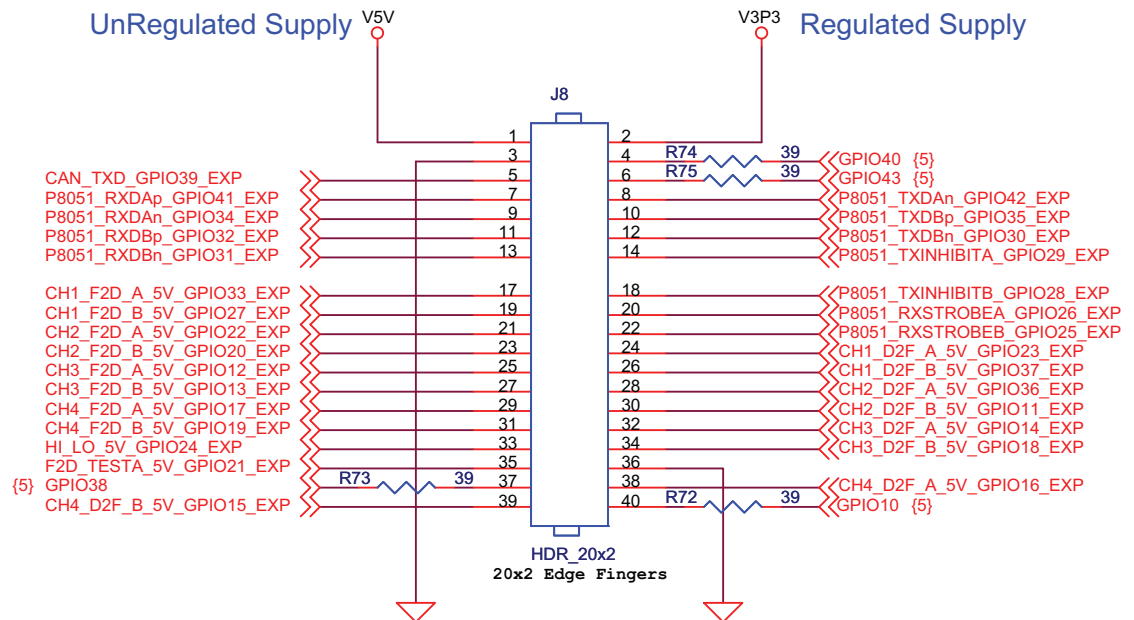 UnRegulated Supply V5V V3P3 Regulated Supply
J8
1 2
3 4 R74 39 GPIO40 {5}
CAN_TXD_GPIO39_EXP 5 6 R75 39 GPIO43 {5}
P8051_RXDAp_GPIO41_EXP 7 8 P8051_TXDAn_GPIO42_EXP
P8051_RXDAn_GPIO34_EXP 9 10 P8051_TXDBp_GPIO35_EXP
P8051_RXDBp_GPIO32_EXP 11 12 P8051_TXDBn_GPIO30_EXP
P8051_RXDBn_GPIO31_EXP 13 14 P8051_TXINHIBITA_GPIO29_EXP
CH1_F2D_A_5V_GPIO33_EXP 17 18 P8051_TXINHIBITB_GPIO28_EXP
CH1_F2D_B_5V_GPIO27_EXP 19 20 P8051_RXSTROBEA_GPIO26_EXP
CH2_F2D_A_5V_GPIO22_EXP 21 22 P8051_RXSTROBEB_GPIO25_EXP
CH2_F2D_B_5V_GPIO20_EXP 23 24 CH1_D2F_A_5V_GPIO23_EXP
CH3_F2D_A_5V_GPIO12_EXP 25 26 CH1_D2F_B_5V_GPIO37_EXP
CH3_F2D_B_5V_GPIO13_EXP 27 28 CH2_D2F_A_5V_GPIO36_EXP
CH4_F2D_A_5V_GPIO17_EXP 29 30 CH2_D2F_B_5V_GPIO11_EXP
CH4_F2D_B_5V_GPIO19_EXP 31 32 CH3_D2F_A_5V_GPIO14_EXP
HI_LO_5V_GPIO24_EXP 33 34 CH3_D2F_B_5V_GPIO18_EXP
F2D_TESTA_5V_GPIO21_EXP 35 36
{5} GPIO38 R73 39 37 38 CH4_D2F_A_5V_GPIO16_EXP
CH4_D2F_B_5V_GPIO15_EXP 39 40 R72 39 GPIO10 {5}
HDR_20x2
20x2 Edge Fingers